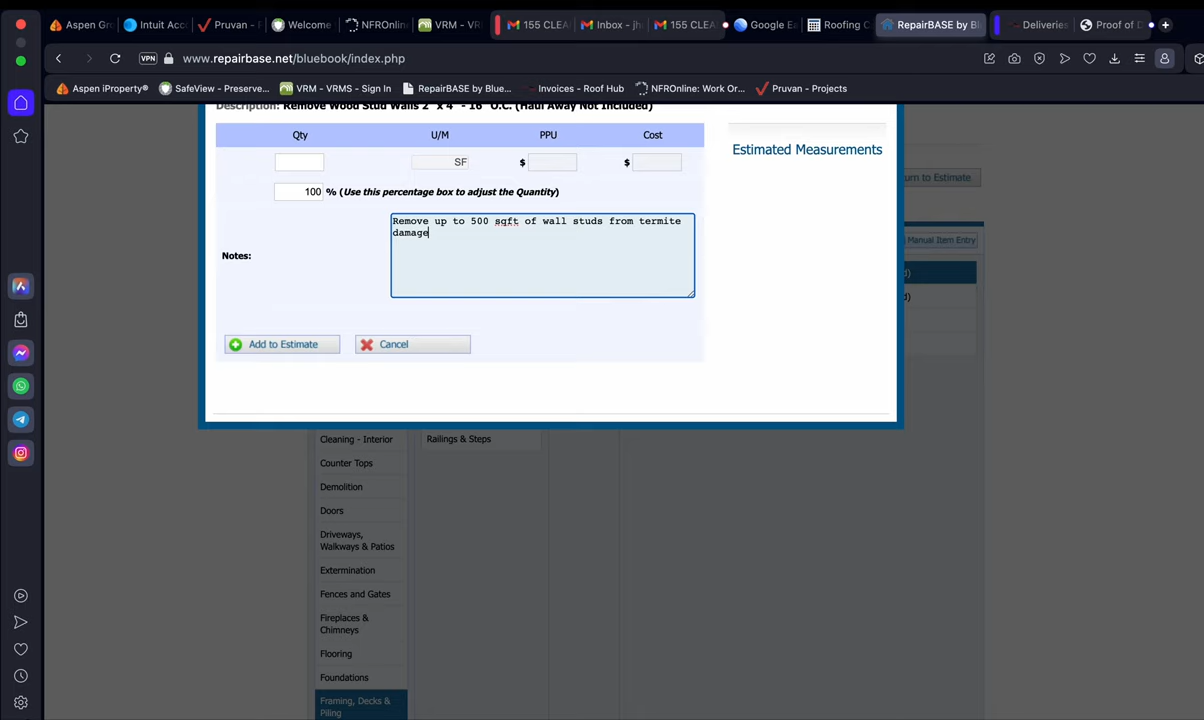 Aspen Gro
Intuit Acc
Pruvan -
Welcome
NFROnline
VRM - VR
155 CLEA
Inbox - jh
155 CLEA
Google Ea
Roofing C
RepairBASE by Bl
Deliveries
Proof of D
VPN
www.repairbase.net/bluebook/index.php
Aspen iProperty®
SafeView - Preserve...
VRM - VRMS - Sign In
RepairBASE by Blue...
Invoices - Roof Hub
NFROnline: Work Or...
Pruvan - Projects
Description: Remove Wood Stud Walls 2" x 4" - 16" O.C. (Haul Away Not Included)
Qty
U/M
PPU
Cost
Estimated Measurements
SF
$
$
100 % (Use this percentage box to adjust the Quantity)
urn to Estimate
Remove up to 500 sqft of wall studs from termite
damage
Notes:
Manual Item Entry
d)
d)
Add to Estimate
Cancel
Cleaning - Interior
Railings & Steps
Counter Tops
Demolition
Doors
Driveways,
Walkways & Patios
Extermination
Fences and Gates
Fireplaces &
Chimneys
Flooring
Foundations
Framing, Decks &
Piling